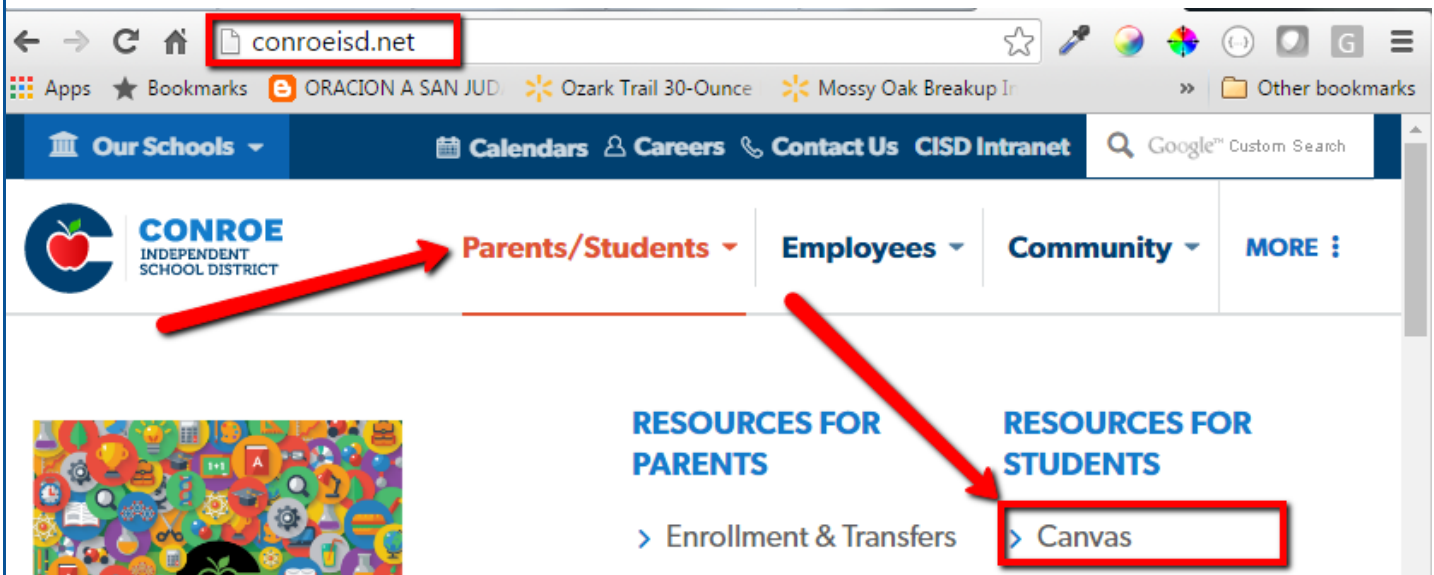 conroeisd.net
Apps Bookmarks ORACION A SAN JUD Ozark Trail 30-Ounce Mossy Oak Breakup In » Other bookmarks
Our Schools Calendars Careers Contact Us CISD Intranet Google™ Custom Search
CONROE
INDEPENDENT
SCHOOL DISTRICT
Parents/Students Employees Community MORE
RESOURCES FOR
PARENTS
RESOURCES FOR
STUDENTS
> Enrollment & Transfers
> Canvas